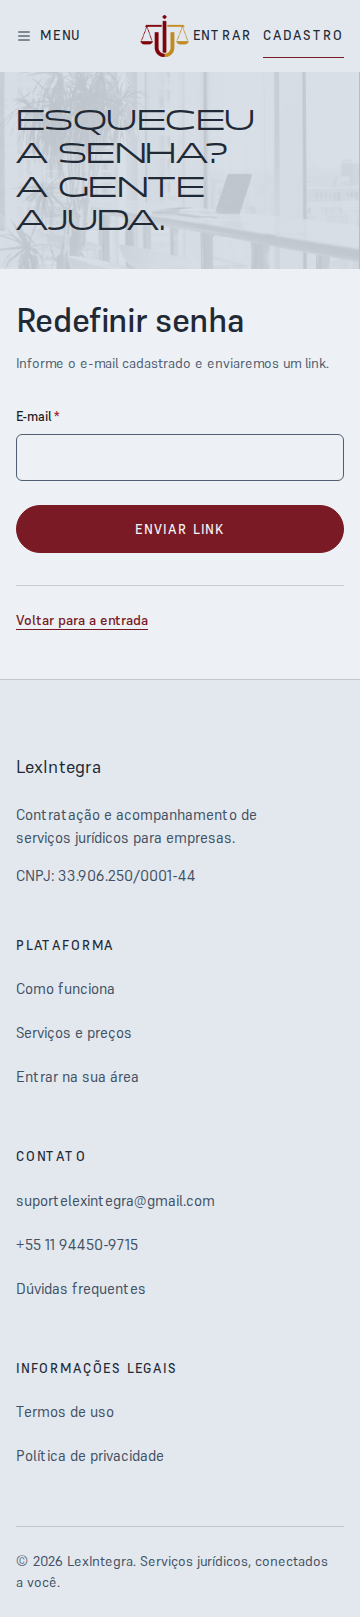 MENU
ENTRAR
CADASTRO
ESQUECEU
A SENHA?
A GENTE
AJUDA.
Redefinir senha
Informe o e-mail cadastrado e enviaremos um link.
E-mail *
ENVIAR LINK
Voltar para a entrada
LexIntegra
Contratação e acompanhamento de
serviços jurídicos para empresas.
CNPJ: 33.906.250/0001-44
PLATAFORMA
Como funciona
Serviços e preços
Entrar na sua área
CONTATO
suportelexintegra@gmail.com
+55 11 94450-9715
Dúvidas frequentes
INFORMAÇÕES LEGAIS
Termos de uso
Política de privacidade
© 2026 LexIntegra. Serviços jurídicos, conectados
a você.